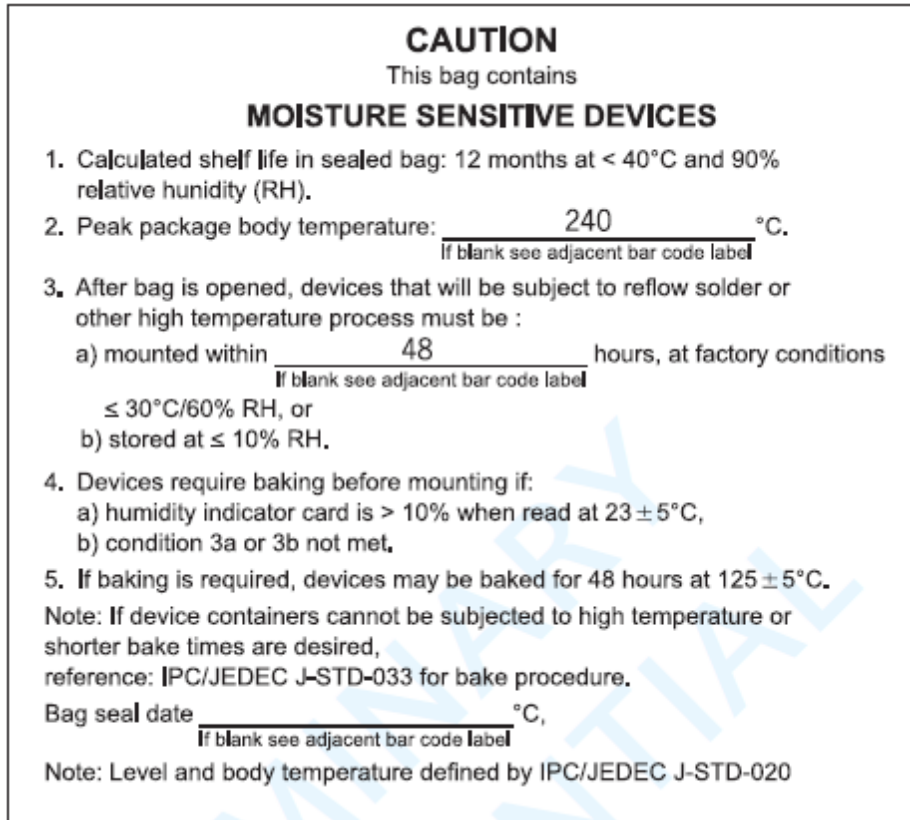 CAUTION
This bag contains
MOISTURE SENSITIVE DEVICES
1. Calculated shelf life in sealed bag: 12 months at < 40°C and 90%
relative hunidity (RH).
2. Peak package body temperature: 240 °C.
If blank see adjacent bar code label
3. After bag is opened, devices that will be subject to reflow solder or
other high temperature process must be :
a) mounted within 48 hours, at factory conditions
If blank see adjacent bar code label
≤ 30°C/60% RH, or
b) stored at ≤ 10% RH.
4. Devices require baking before mounting if:
a) humidity indicator card is > 10% when read at 23±5°C,
b) condition 3a or 3b not met.
5. If baking is required, devices may be baked for 48 hours at 125±5°C.
Note: If device containers cannot be subjected to high temperature or
shorter bake times are desired,
reference: IPC/JEDEC J-STD-033 for bake procedure.
Bag seal date °C,
If blank see adjacent bar code label
Note: Level and body temperature defined by IPC/JEDEC J-STD-020